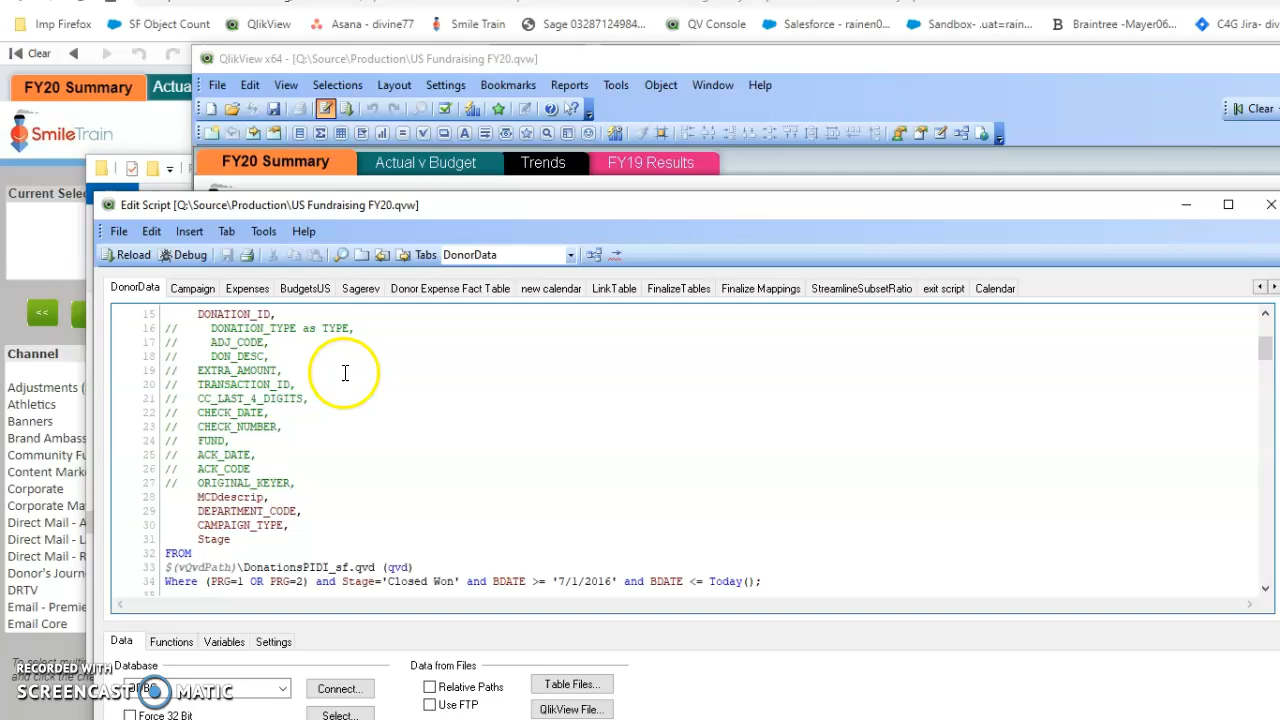 Imp Firefox SF Object Count QlikView Asana - divine77 Smile Train Sage 03287124984... QV Console Salesforce - rainen0... Sandbox- .uat=rain... Braintree -Mayer06... C4G Jira- di
Clear
QlikView x64 - [Q:\Source\Production\US Fundraising FY20.qvw]
File Edit View Selections Layout Settings Bookmarks Reports Tools Object Window Help
FY20 Summary Actua
Clear
SmileTrain
FY20 Summary Actual v Budget Trends FY19 Results
Current Sele
Edit Script [Q:\Source\Production\US Fundraising FY20.qvw]
File Edit Insert Tab Tools Help
Reload Debug Tabs DonorData
DonorData Campaign Expenses BudgetsUS Sagerev Donor Expense Fact Table new calendar LinkTable FinalizeTables Finalize Mappings StreamlineSubsetRatio exit script Calendar
<<
15 DONATION_ID,
16 // DONATION_TYPE as TYPE,
17 // ADJ_CODE,
18 // DON_DESC,
19 // EXTRA_AMOUNT,
20 // TRANSACTION_ID,
21 // CC_LAST_4_DIGITS,
22 // CHECK_DATE,
23 // CHECK_NUMBER,
24 // FUND,
25 // ACK_DATE,
26 // ACK_CODE
27 // ORIGINAL_KEYER,
28 MCDdescrip,
29 DEPARTMENT_CODE,
30 CAMPAIGN_TYPE,
31 Stage
32 FROM
33 $(vQvdPath)\DonationsPIDI_sf.qvd (qvd)
34 Where (PRG=1 OR PRG=2) and Stage='Closed Won' and BDATE >= '7/1/2016' and BDATE <= Today();
Channel
Adjustments (
Athletics
Banners
Brand Ambass
Community Fu
Content Marke
Corporate
Corporate Ma
Direct Mail - A
Direct Mail - L
Direct Mail - R
Donor's Journ
DRTV
Email - Premie
Email Core
Data Functions Variables Settings
Database
Connect...
Force 32 Bit
Select...
Data from Files
Relative Paths
Use FTP
Table Files...
QlikView File...
RECORDED WITH
SCREENCAST MATIC